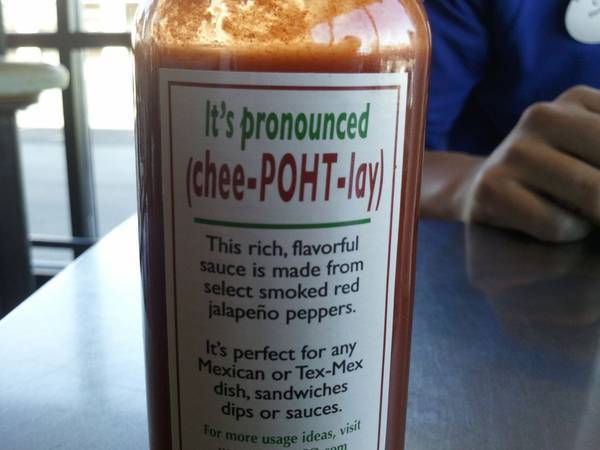 It's pronounced
(chee-POHT-lay)
This rich, flavorful
sauce is made from
select smoked red
jalapeño peppers.
It's perfect for any
Mexican or Tex-Mex
dish, sandwiches
dips or sauces.
For more usage ideas, visit